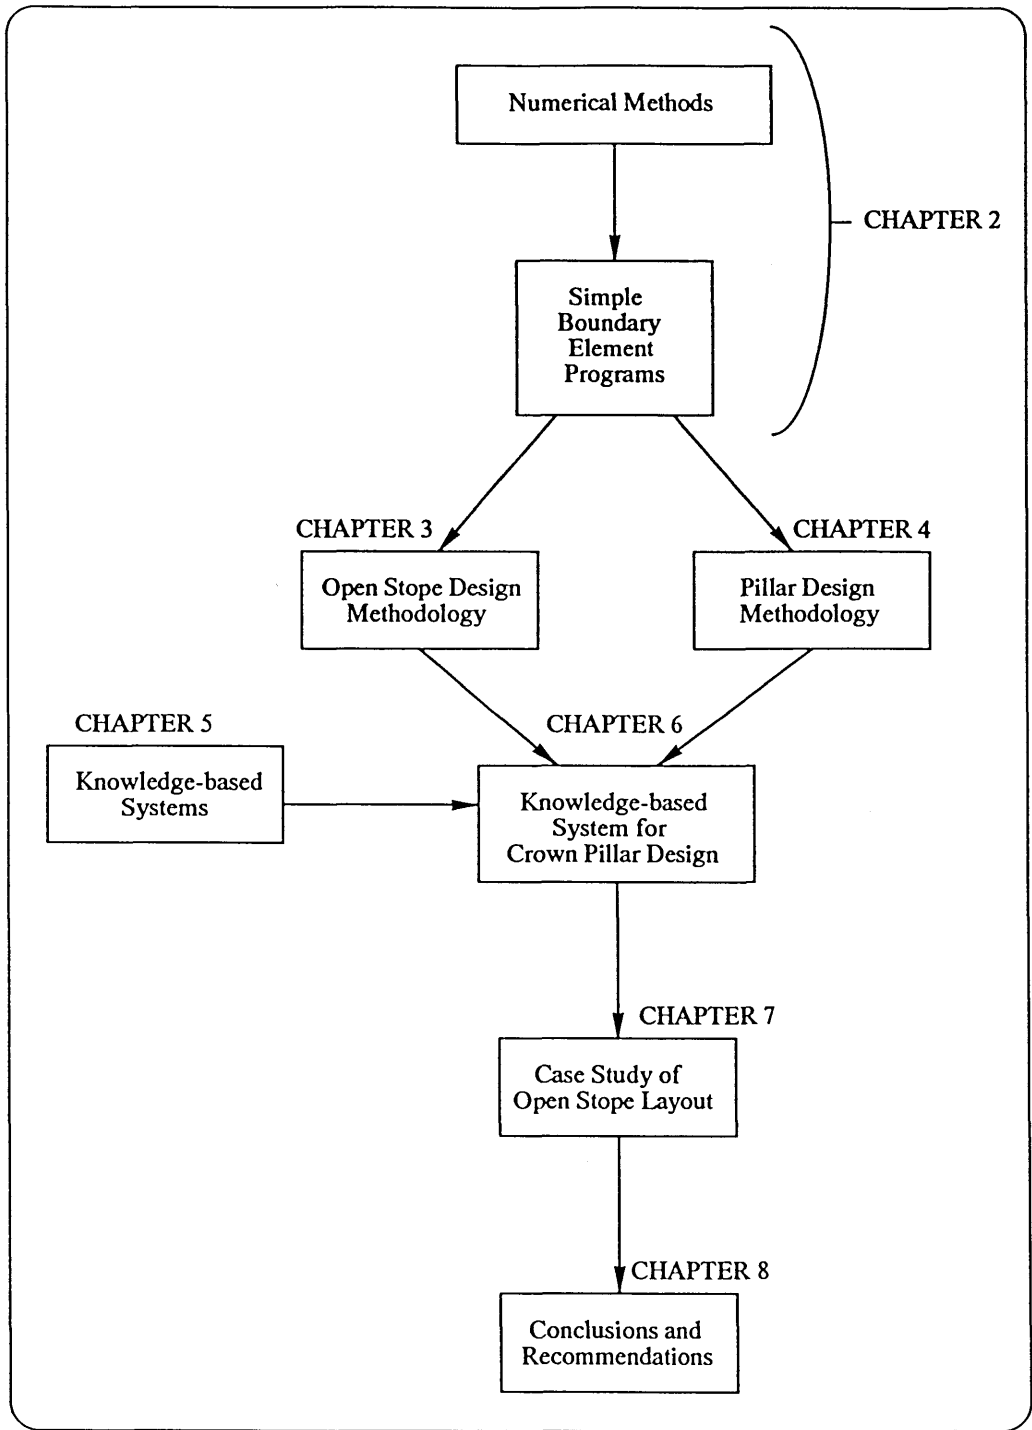 Numerical Methods
CHAPTER 2
Simple
Boundary
Element
Programs
CHAPTER 3
Open Stope Design
Methodology
CHAPTER 4
Pillar Design
Methodology
CHAPTER 5
Knowledge-based
Systems
CHAPTER 6
Knowledge-based
System for
Crown Pillar Design
CHAPTER 7
Case Study of
Open Stope Layout
CHAPTER 8
Conclusions and
Recommendations